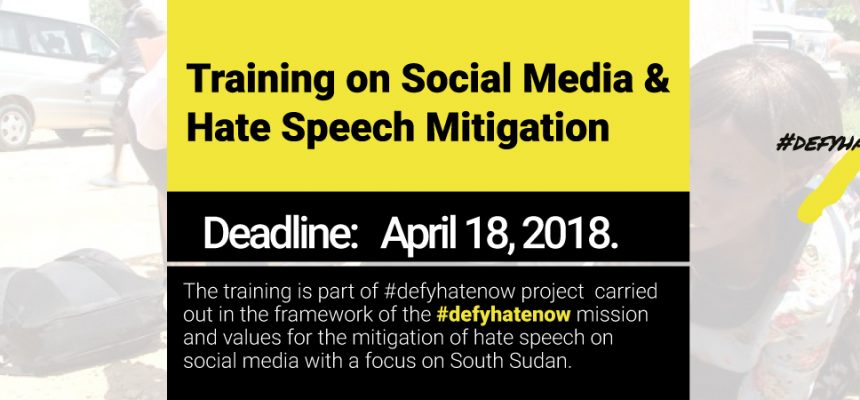 Training on Social Media &
Hate Speech Mitigation
Deadline: April 18, 2018.
The training is part of #defyhatenow project carried
out in the framework of the #defyhatenow mission
and values for the mitigation of hate speech on
social media with a focus on South Sudan.